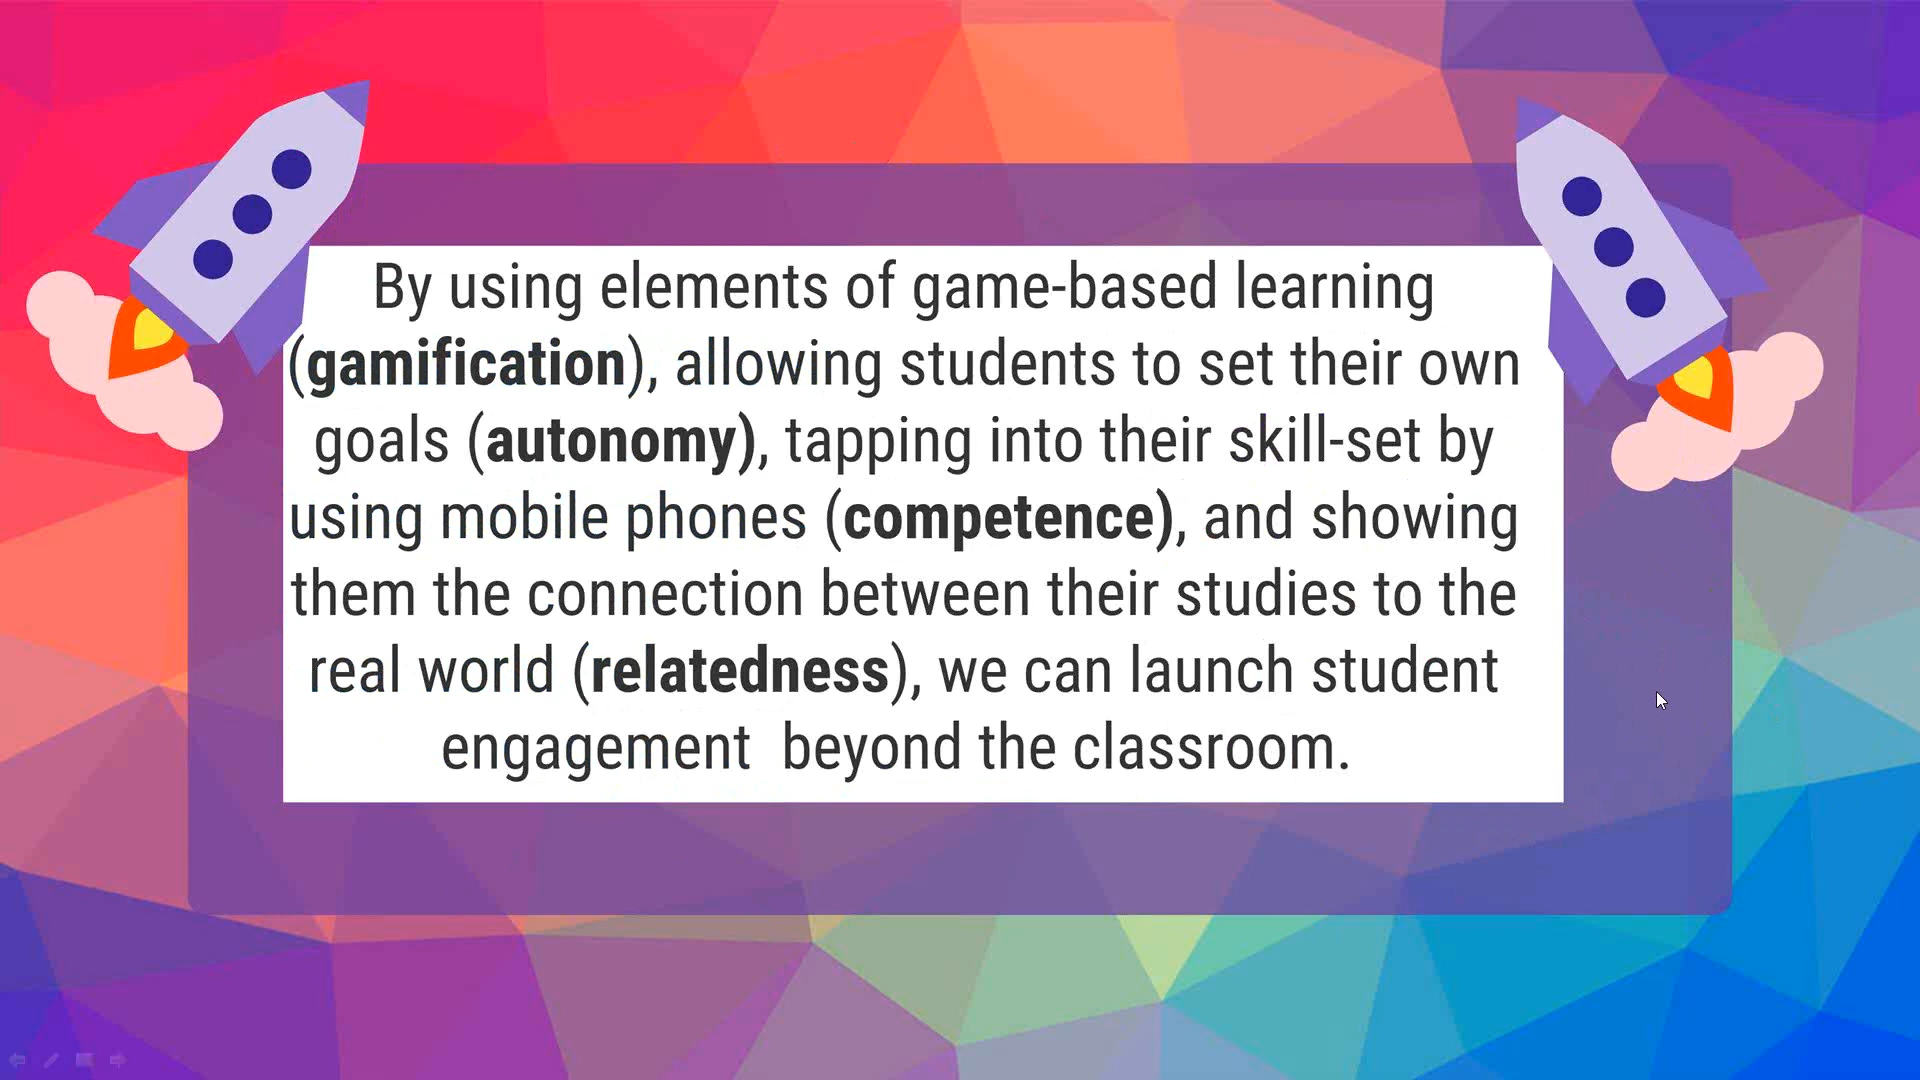 By using elements of game-based learning
(gamification), allowing students to set their own
goals (autonomy), tapping into their skill-set by
using mobile phones (competence), and showing
them the connection between their studies to the
real world (relatedness), we can launch student
engagement  beyond the classroom.